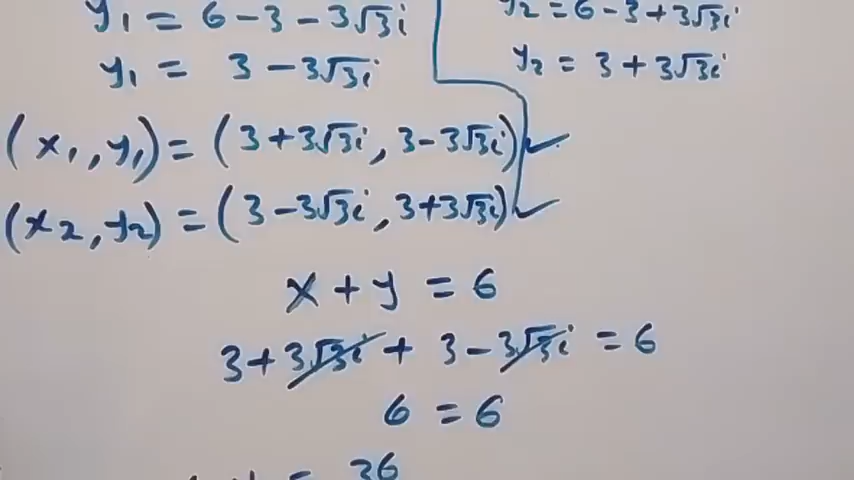 y₁ = 6 - 3 - 3√3i
y₁ = 3 - 3√3i
y₂ = 6 - 3 + 3√3i
y₂ = 3 + 3√3i
(x₁, y₁) = (3 + 3√3i, 3 - 3√3i) ✓
(x₂, y₂) = (3 - 3√3i, 3 + 3√3i) ✓
x + y = 6
3 + 3√3i + 3 - 3√3i = 6
6 = 6
= 36